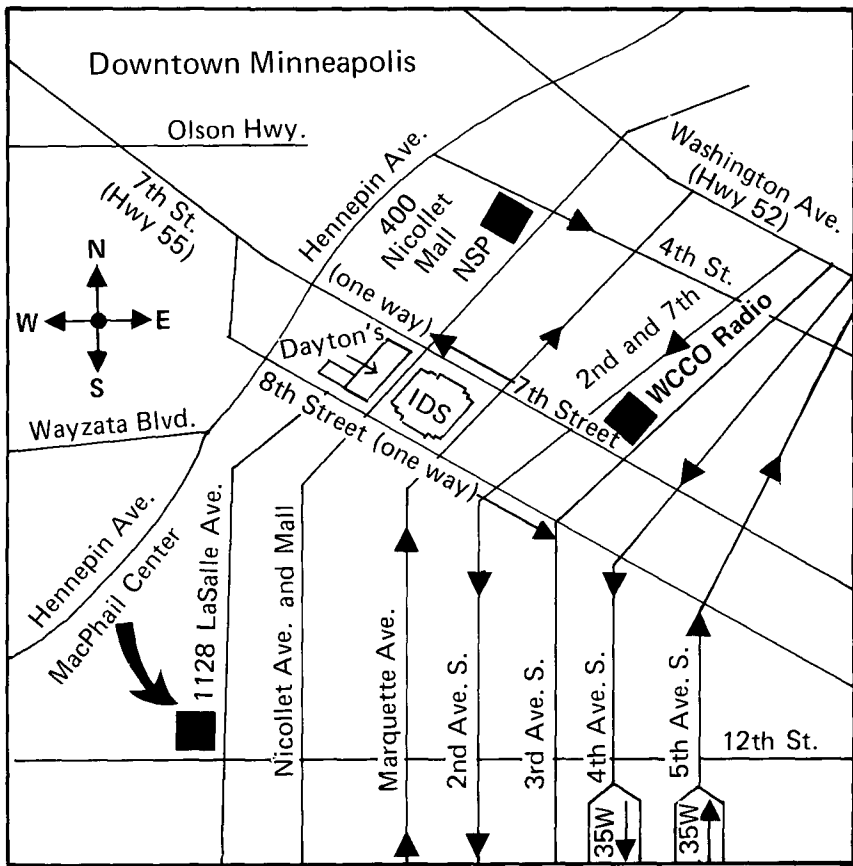 Downtown Minneapolis
Olson Hwy.
7th St.
(Hwy 55)
Hennepin Ave.
400
Nicollet
Mall
NSP
Washington Ave.
(Hwy 52)
4th St.
N
W
E
S
(one way)
Dayton's
IDS
7th Street
2nd and 7th
WCCO Radio
8th Street (one way)
Wayzata Blvd.
Hennepin Ave.
MacPhail Center
1128 LaSalle Ave.
Nicollet Ave. and Mall
Marquette Ave.
2nd Ave. S.
3rd Ave. S.
4th Ave. S.
5th Ave. S.
12th St.
35W
35W